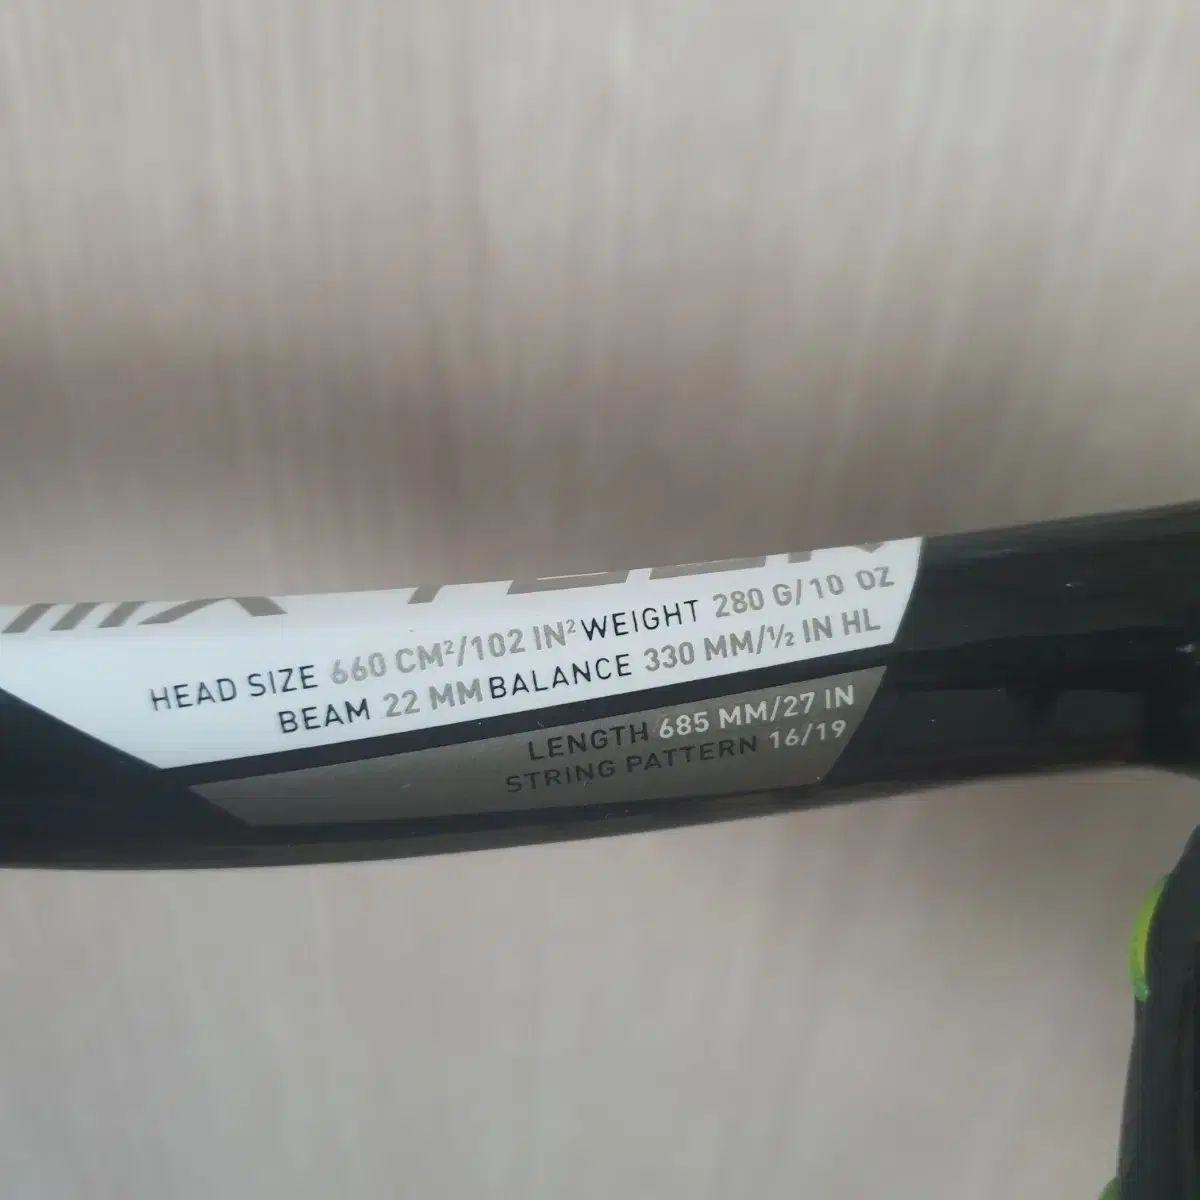 HEAD SIZE 660 CM²/102 IN² WEIGHT 280 G/10 OZ
BEAM 22 MM BALANCE 330 MM/½ IN HL
LENGTH 685 MM/27 IN
STRING PATTERN 16/19